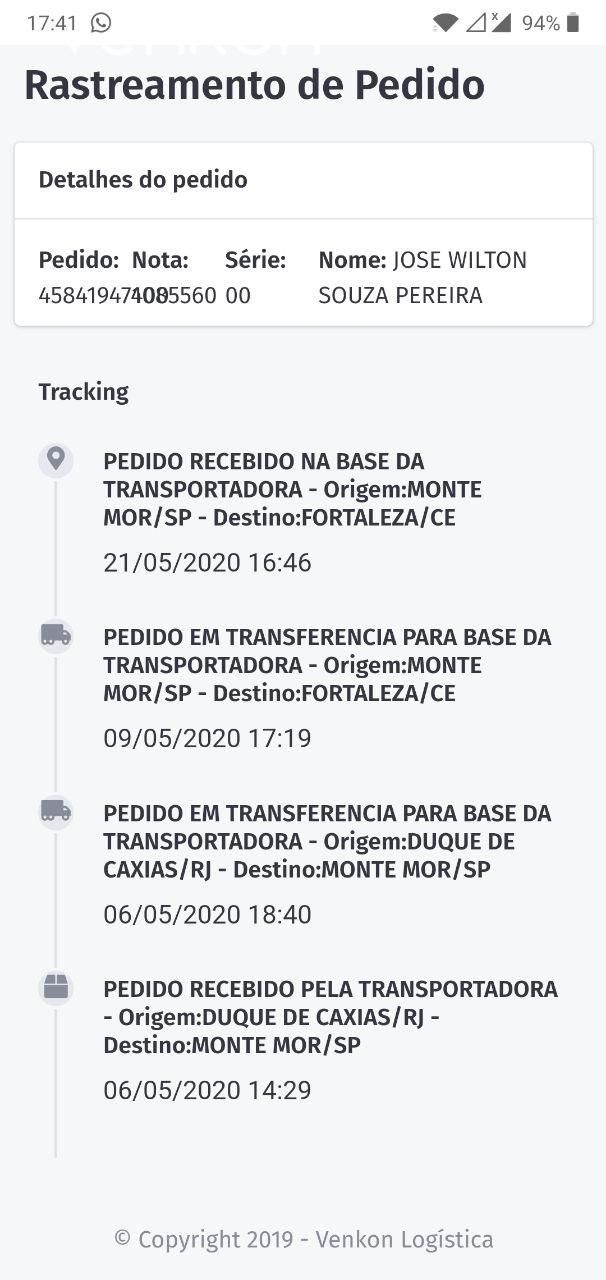 17:41 94%
Rastreamento de Pedido
Detalhes do pedido
Pedido: Nota: Série: Nome: JOSE WILTON
00 SOUZA PEREIRA
Tracking
PEDIDO RECEBIDO NA BASE DA
TRANSPORTADORA - Origem:MONTE
MOR/SP - Destino:FORTALEZA/CE
21/05/2020 16:46
PEDIDO EM TRANSFERENCIA PARA BASE DA
TRANSPORTADORA - Origem:MONTE
MOR/SP - Destino:FORTALEZA/CE
09/05/2020 17:19
PEDIDO EM TRANSFERENCIA PARA BASE DA
TRANSPORTADORA - Origem:DUQUE DE
CAXIAS/RJ - Destino:MONTE MOR/SP
06/05/2020 18:40
PEDIDO RECEBIDO PELA TRANSPORTADORA
- Origem:DUQUE DE CAXIAS/RJ -
Destino:MONTE MOR/SP
06/05/2020 14:29
© Copyright 2019 - Venkon Logística